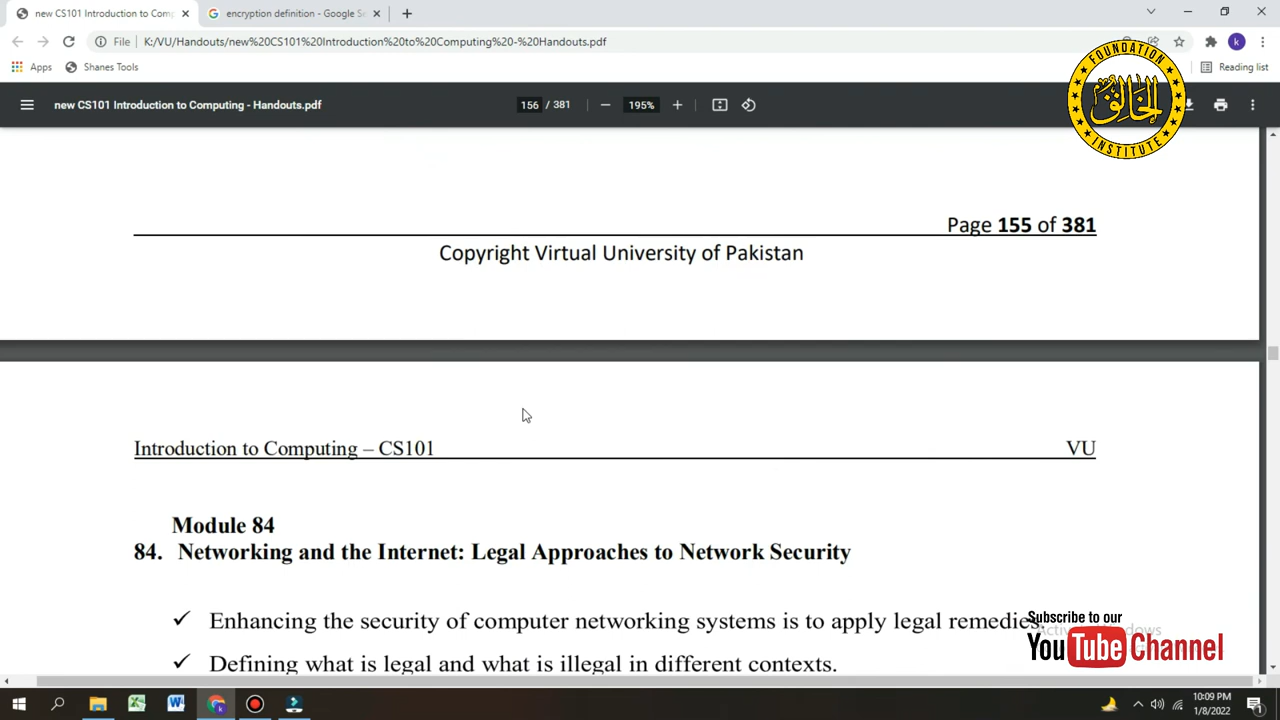 new CS101 Introduction to Comp
encryption definition - Google Se
File
K:/VU/Handouts/new%20CS101%20Introduction%20to%20Computing%20-%20Handouts.pdf
Apps
Shanes Tools
Reading list
new CS101 Introduction to Computing - Handouts.pdf
156 / 381
195%
FOUNDATION
الخالق
INSTITUTE
Page 155 of 381
Copyright Virtual University of Pakistan
Introduction to Computing – CS101
VU
Module 84
84. Networking and the Internet: Legal Approaches to Network Security
✓ Enhancing the security of computer networking systems is to apply legal remedies.
✓ Defining what is legal and what is illegal in different contexts.
Subscribe to our
YouTube Channel
10:09 PM
1/8/2022